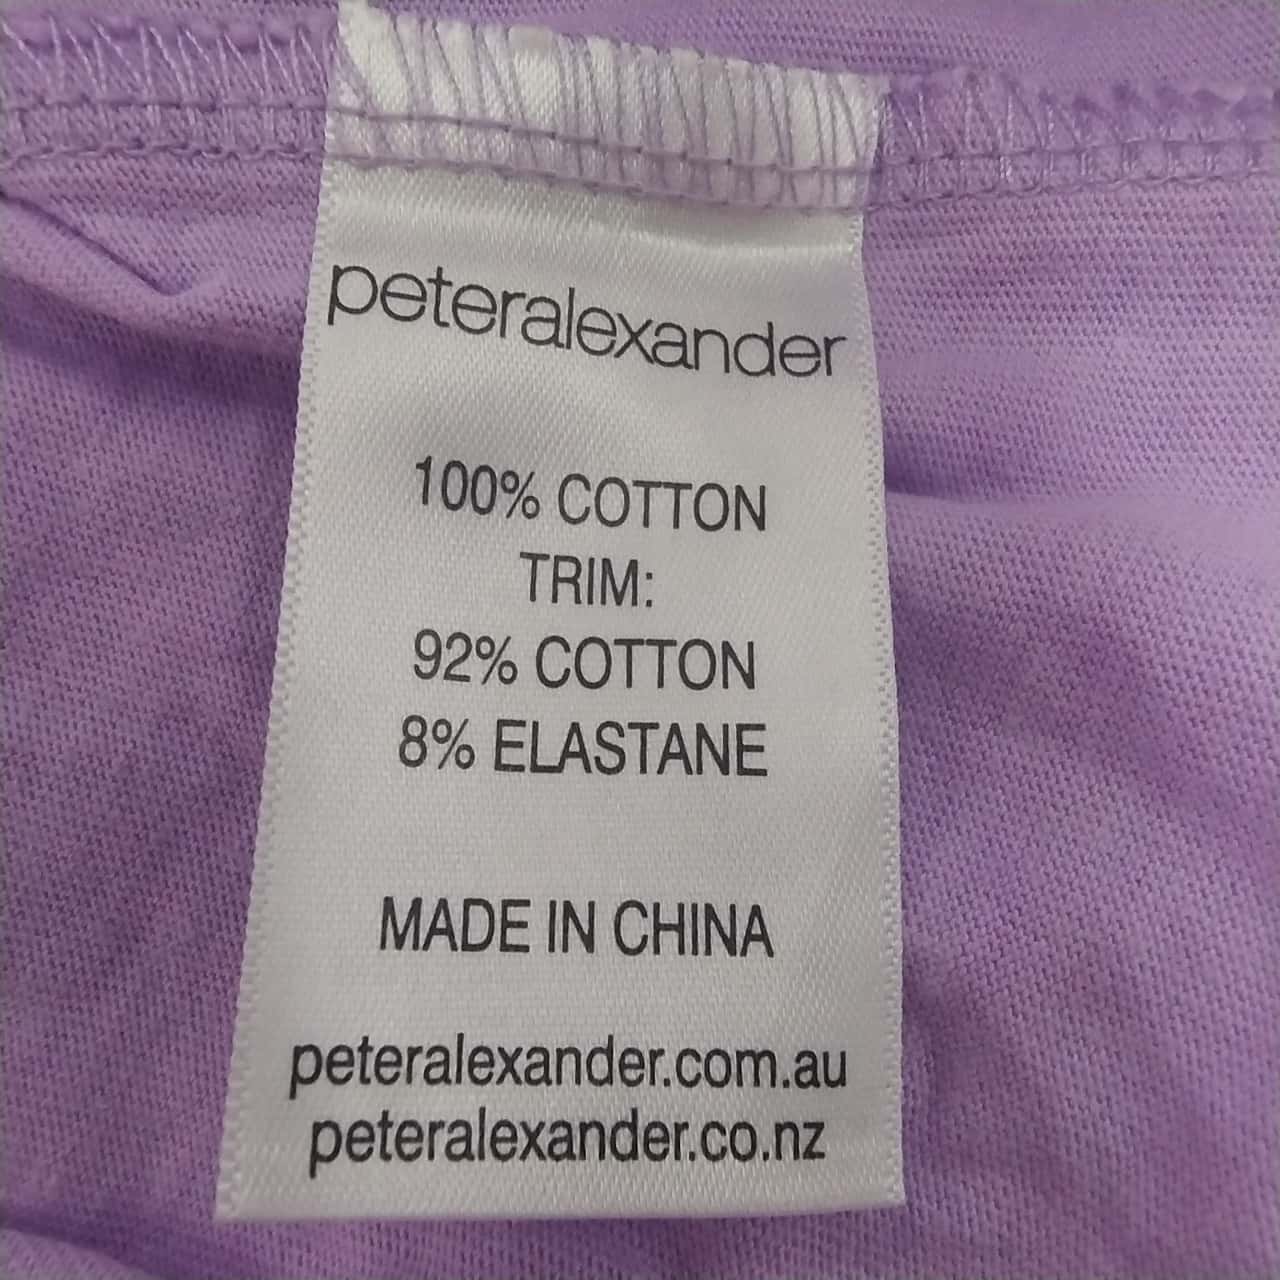 peteralexander
100% COTTON
TRIM:
92% COTTON
8% ELASTANE
MADE IN CHINA
peteralexander.com.au
peteralexander.co.nz